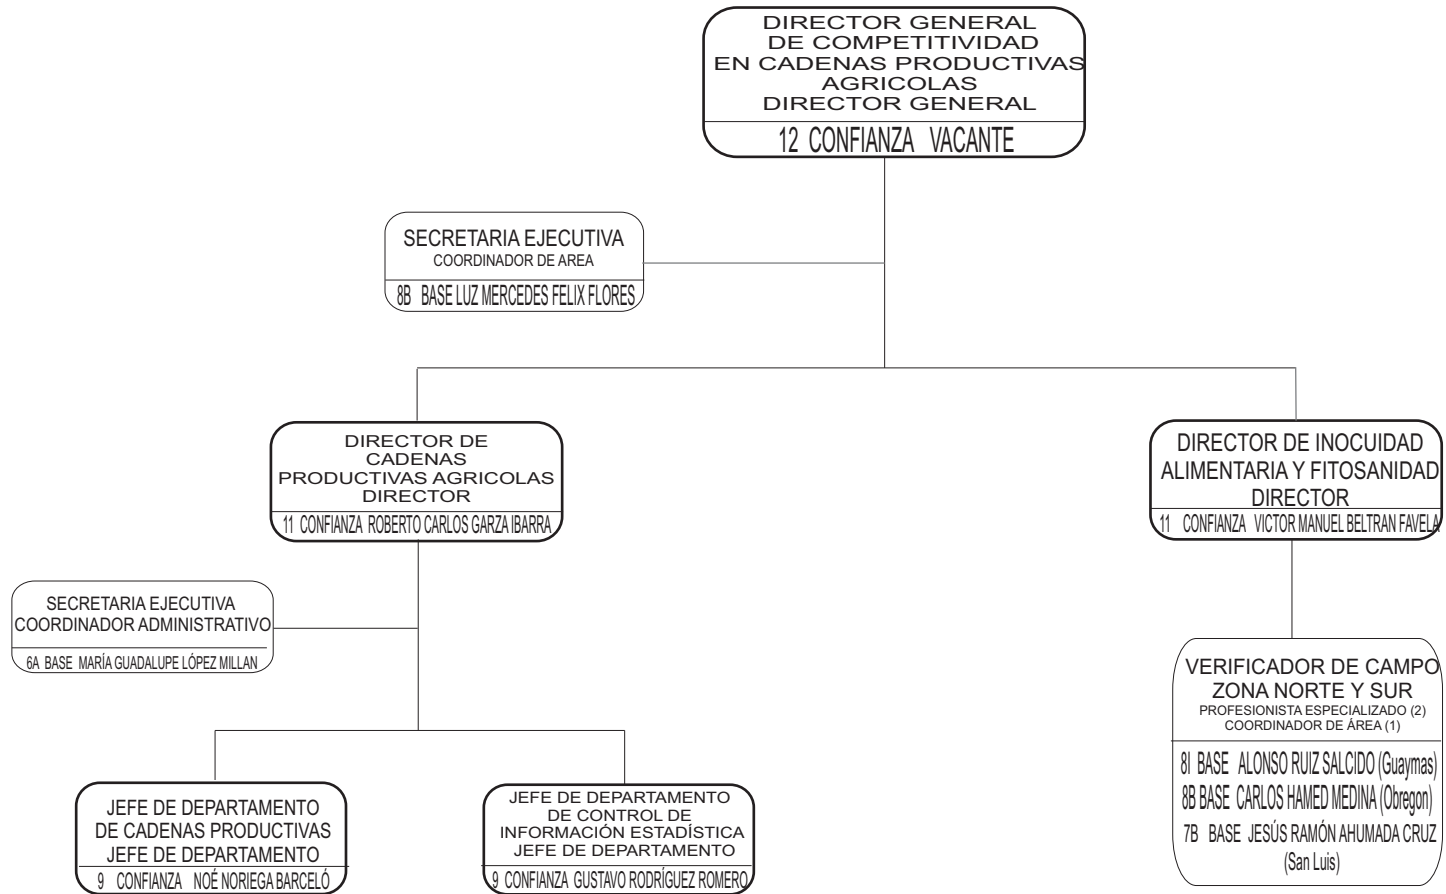 DIRECTOR GENERAL
DE COMPETITIVIDAD
EN CADENAS PRODUCTIVAS
AGRICOLAS
DIRECTOR GENERAL
12 CONFIANZA VACANTE
SECRETARIA EJECUTIVA
COORDINADOR DE AREA
8B BASE LUZ MERCEDES FELIX FLORES
DIRECTOR DE
CADENAS
PRODUCTIVAS AGRICOLAS
DIRECTOR
11 CONFIANZA ROBERTO CARLOS GARZA IBARRA
DIRECTOR DE INOCUIDAD
ALIMENTARIA Y FITOSANIDAD
DIRECTOR
11 CONFIANZA VICTOR MANUEL BELTRAN FAVELA
SECRETARIA EJECUTIVA
COORDINADOR ADMINISTRATIVO
6A BASE MARÍA GUADALUPE LÓPEZ MILLAN
VERIFICADOR DE CAMPO
ZONA NORTE Y SUR
PROFESIONISTA ESPECIALIZADO (2)
COORDINADOR DE ÁREA (1)
8I BASE ALONSO RUIZ SALCIDO (Guaymas)
8B BASE CARLOS HAMED MEDINA (Obregon)
7B BASE JESÚS RAMÓN AHUMADA CRUZ
(San Luis)
JEFE DE DEPARTAMENTO
DE CADENAS PRODUCTIVAS
JEFE DE DEPARTAMENTO
9 CONFIANZA NOÉ NORIEGA BARCELÓ
JEFE DE DEPARTAMENTO
DE CONTROL DE
INFORMACIÓN ESTADÍSTICA
JEFE DE DEPARTAMENTO
9 CONFIANZA GUSTAVO RODRÍGUEZ ROMERO